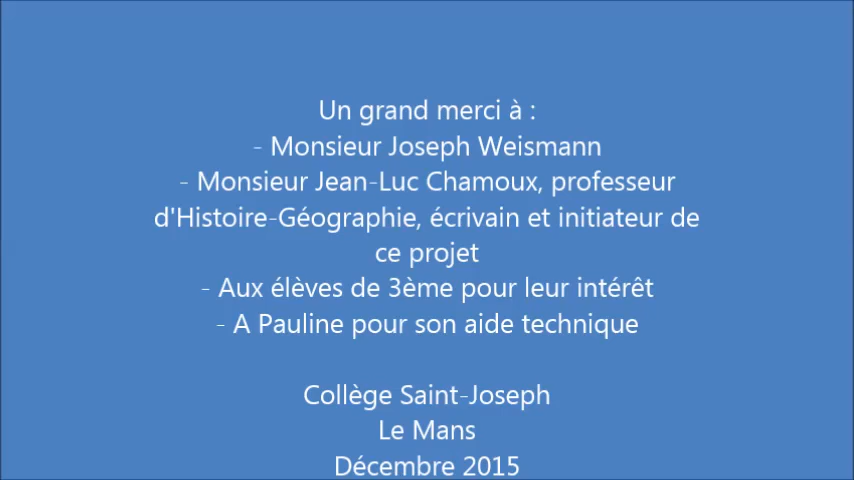 Un grand merci à :
- Monsieur Joseph Weismann
- Monsieur Jean-Luc Chamoux, professeur
d'Histoire-Géographie, écrivain et initiateur de
ce projet
- Aux élèves de 3ème pour leur intérêt
- A Pauline pour son aide technique
Collège Saint-Joseph
Le Mans
Décembre 2015